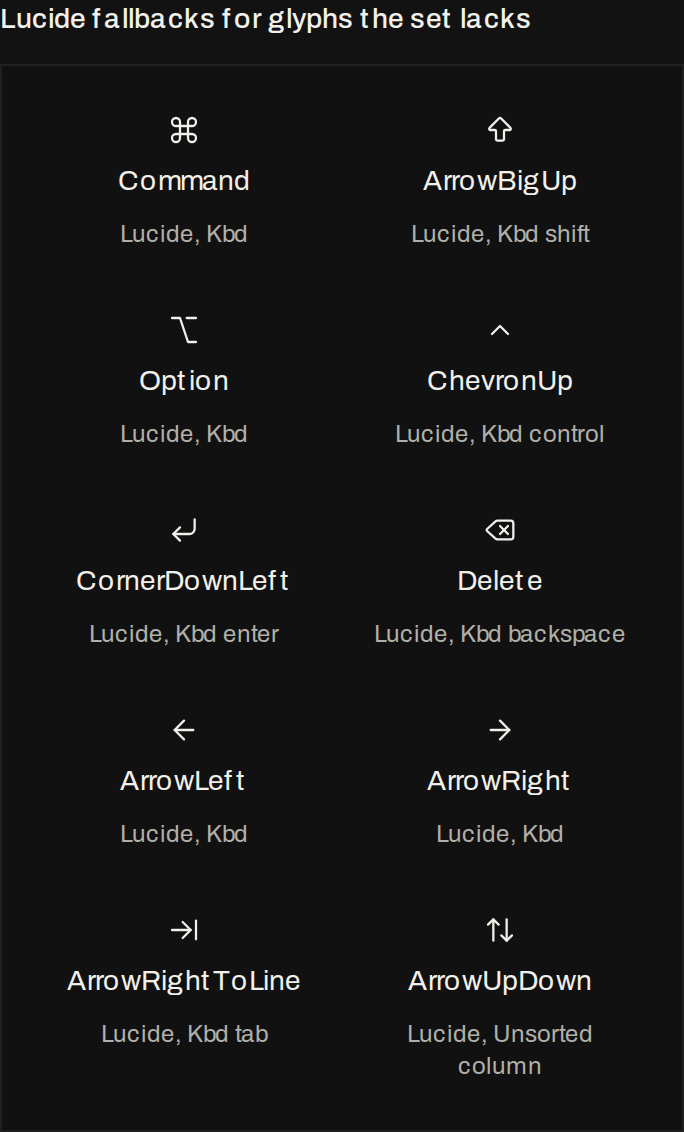 Lucide fallbacks for glyphs the set lacks
Command
ArrowBigUp
Lucide, Kbd
Lucide, Kbd shift
Option
ChevronUp
Lucide, Kbd
Lucide, Kbd control
CornerDownLeft
Delete
Lucide, Kbd enter
Lucide, Kbd backspace
ArrowLeft
ArrowRight
Lucide, Kbd
Lucide, Kbd
ArrowRightToLine
ArrowUpDown
Lucide, Kbd tab
Lucide, Unsorted
column